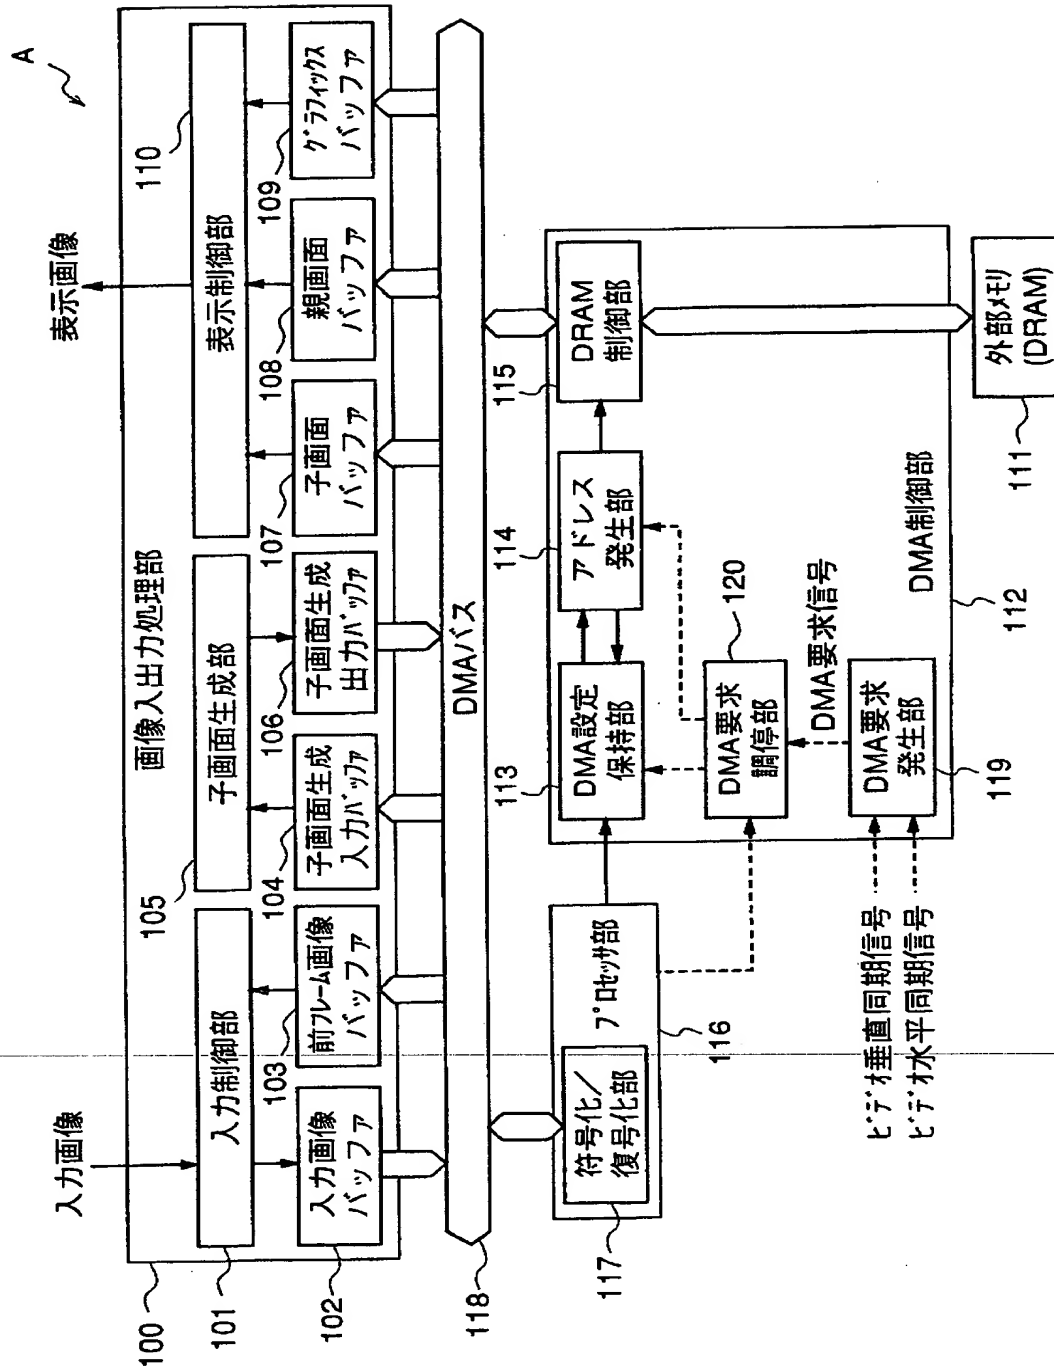 A
入力画像
表示画像
画像入出力処理部
100
入力制御部
101
子画面生成部
105
表示制御部
110
入力画像
バッファ
102
前フレーム画像
バッファ
103
子画面生成
入力バッファ
104
子画面生成
出力バッファ
106
子画面
バッファ
107
親画面
バッファ
108
グラフィックス
バッファ
109
DMAバス
118
符号化/
復号化部
117
プロセッサ部
116
DMA設定
保持部
113
アドレス
発生部
114
DRAM
制御部
115
DMA要求
調停部
120
DMA要求信号
DMA要求
発生部
119
DMA制御部
112
ビデオ垂直同期信号
ビデオ水平同期信号
外部メモリ
(DRAM)
111